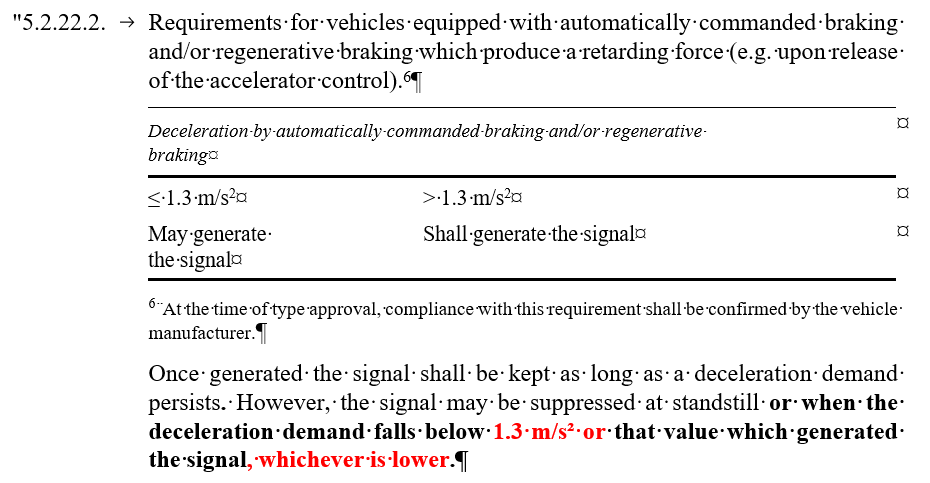 "5.2.22.2. → Requirements·for·vehicles·equipped·with·automatically·commanded·braking·
and/or·regenerative·braking·which·produce·a·retarding·force·(e.g.·upon·release·
of·the·accelerator·control).⁶¶
Deceleration·by·automatically·commanded·braking·and/or·regenerative· ¤
braking¤
≤·1.3·m/s²¤ >·1.3·m/s²¤ ¤
May·generate· Shall·generate·the·signal¤ ¤
the·signal¤
⁶¨At·the·time·of·type·approval,·compliance·with·this·requirement·shall·be·confirmed·by·the·vehicle·
manufacturer.¶
Once·generated·the·signal·shall·be·kept·as·long·as·a·deceleration·demand·
persists.·However,·the·signal·may·be·suppressed·at·standstill·or·when·the·
deceleration·demand·falls·below·1.3·m/s²·or·that·value·which·generated·
the·signal,·whichever·is·lower.¶